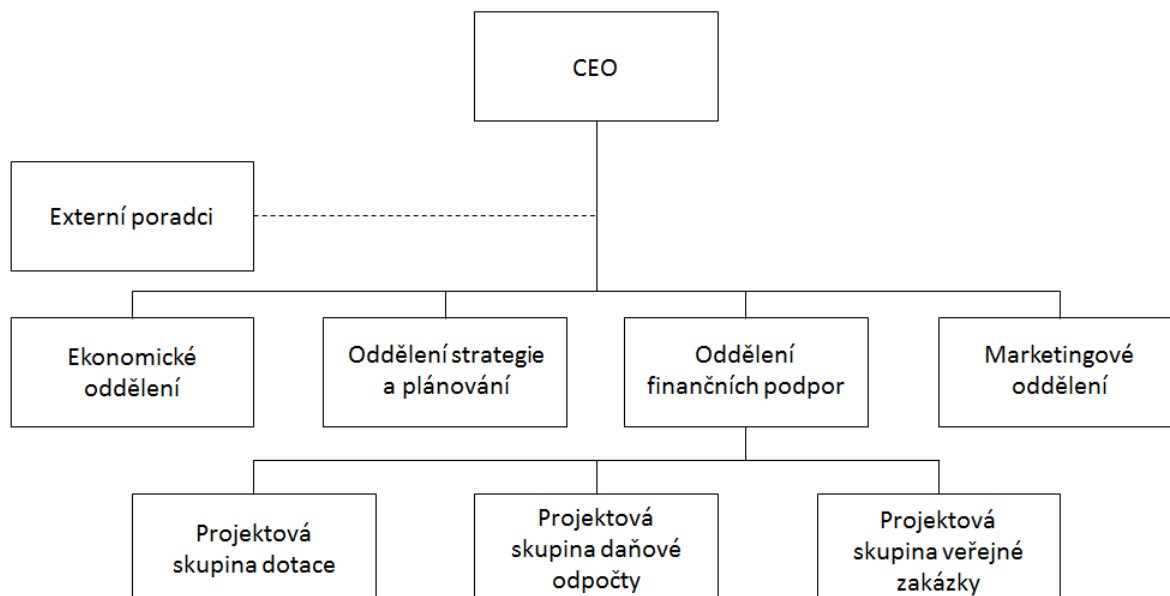 CEO
Externí poradci
Ekonomické
oddělení
Oddělení strategie
a plánování
Oddělení
finančních podpor
Marketingové
oddělení
Projektová
skupina dotace
Projektová
skupina daňové
odpočty
Projektová
skupina veřejné
zakázky